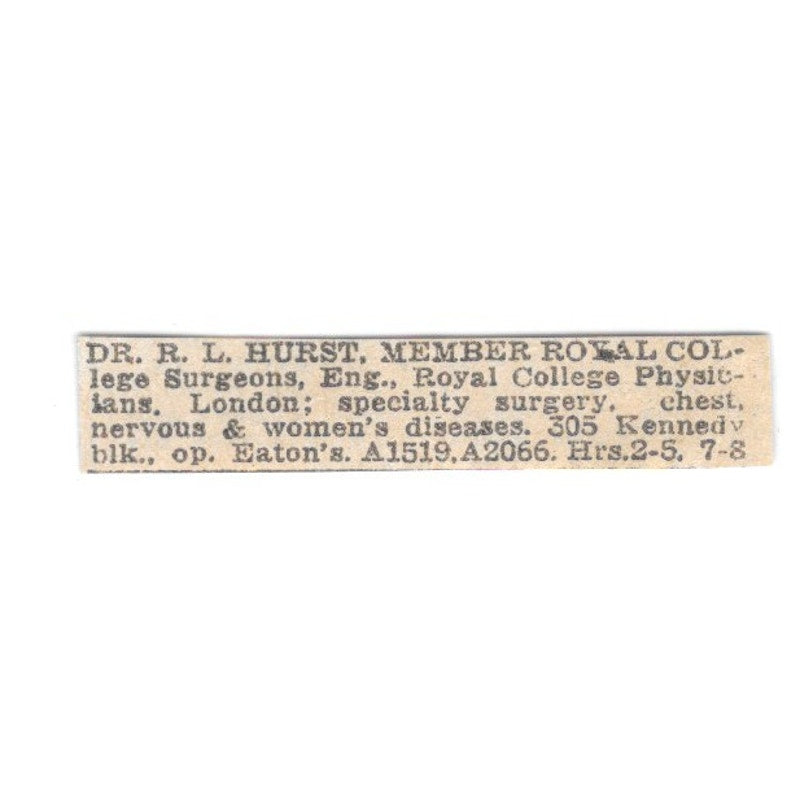 DR. R. L. HURST, MEMBER ROYAL COL-
lege Surgeons, Eng., Royal College Physic-
ians, London; specialty surgery, chest,
nervous & women's diseases. 305 Kennedy
blk., op. Eaton's. A1519,A2066. Hrs.2-5, 7-8